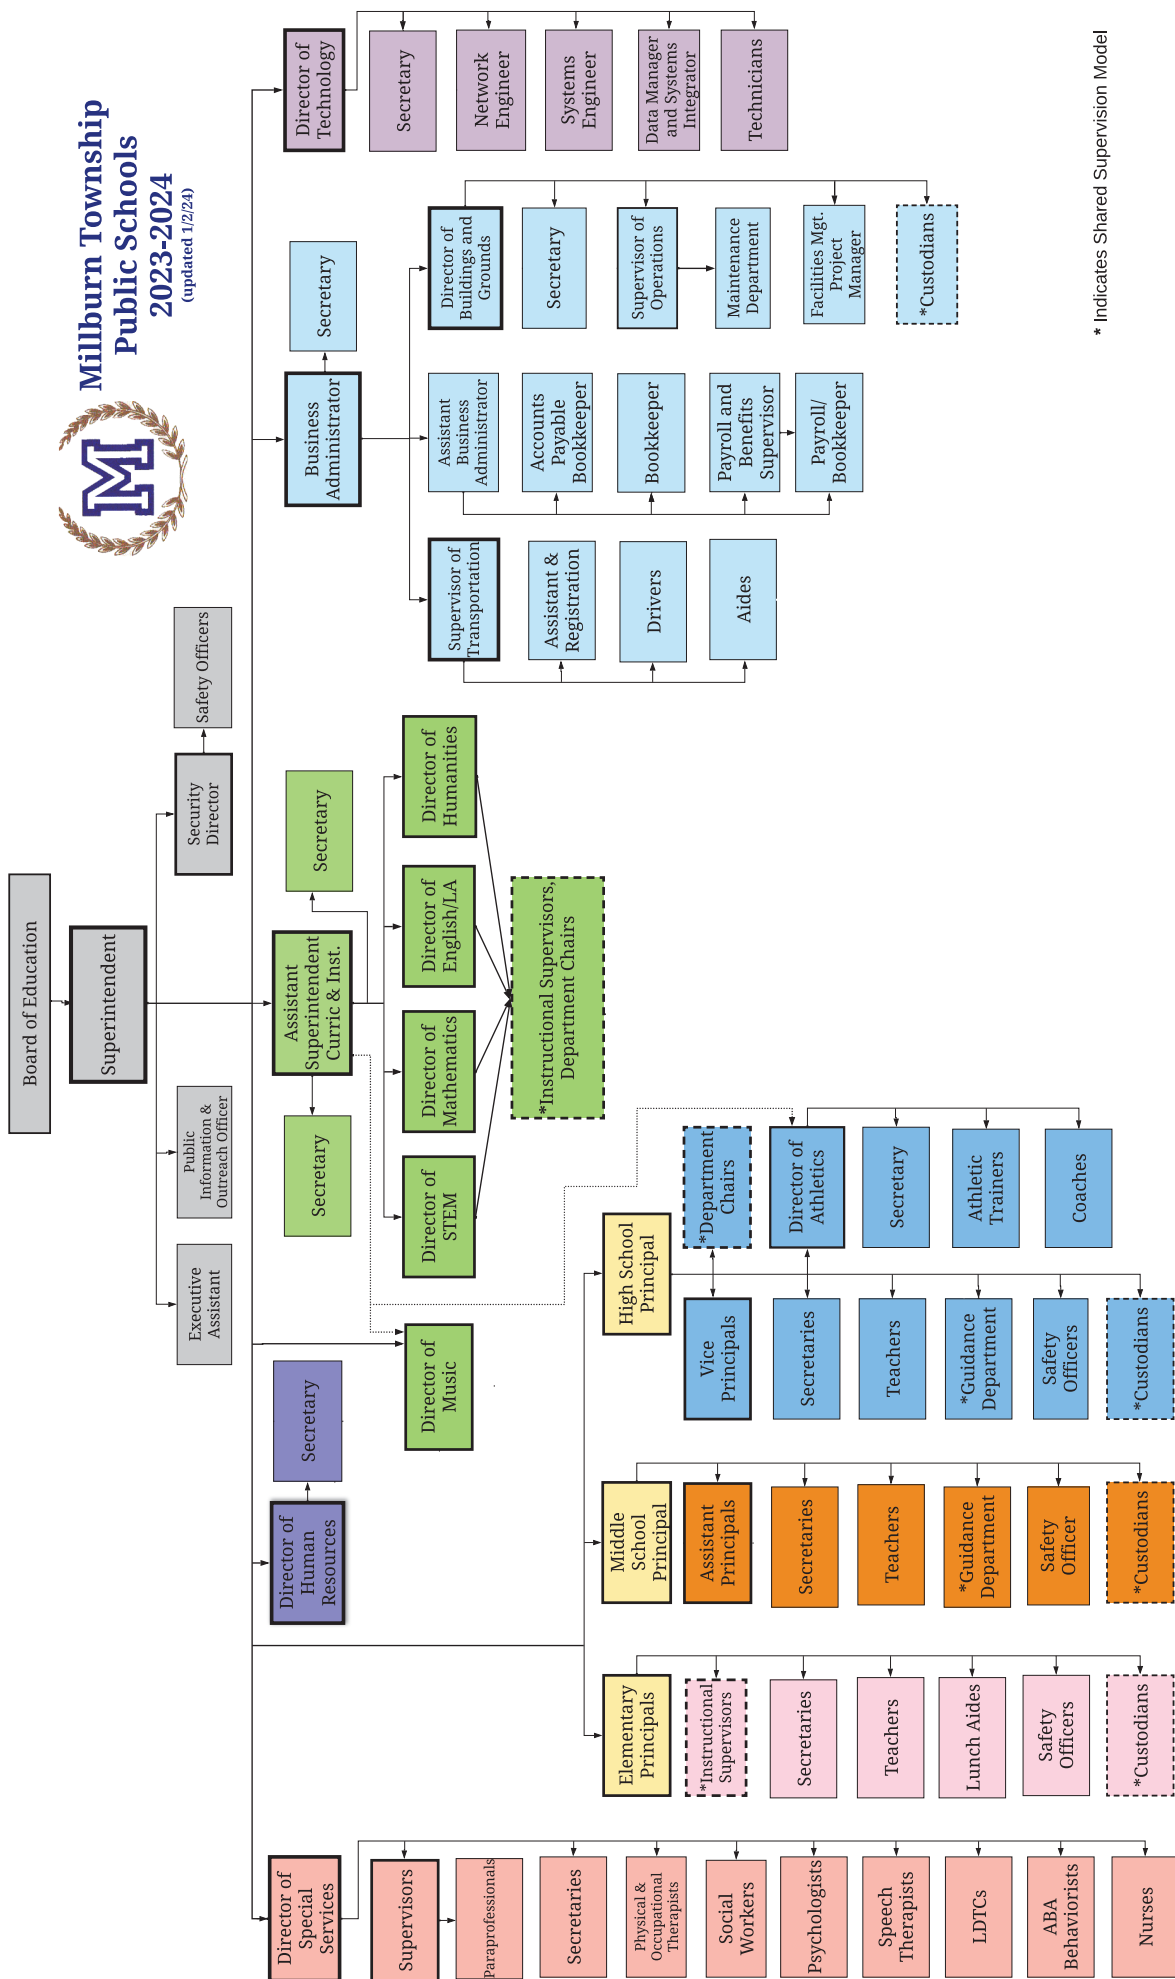 Millburn Township
Public Schools
2023-2024
(updated 1/2/24)
M
Board of Education
Superintendent
Executive
Assistant
Public
Information &
Outreach Officer
Security
Director
Safety Officers
Director of
Special
Services
Supervisors
Paraprofessionals
Secretaries
Physical &
Occupational
Therapists
Social
Workers
Psychologists
Speech
Therapists
LDTCs
ABA
Behaviorists
Nurses
Director of
Human
Resources
Secretary
Director of
Music
Elementary
Principals
*Instructional
Supervisors
Secretaries
Teachers
Lunch Aides
Safety
Officers
*Custodians
Middle
School
Principal
Assistant
Principals
Secretaries
Teachers
*Guidance
Department
Safety
Officer
*Custodians
High School
Principal
Vice
Principals
Secretaries
Teachers
*Guidance
Department
Safety
Officers
*Custodians
*Department
Chairs
Director of
Athletics
Secretary
Athletic
Trainers
Coaches
Assistant
Superintendent
Curric & Inst.
Secretary
Secretary
Director of
STEM
Director of
Mathematics
Director of
English/LA
Director of
Humanities
*Instructional Supervisors,
Department Chairs
Business
Administrator
Secretary
Supervisor of
Transportation
Assistant &
Registration
Drivers
Aides
Assistant
Business
Administrator
Accounts
Payable
Bookkeeper
Bookkeeper
Payroll and
Benefits
Supervisor
Payroll/
Bookkeeper
Director of
Buildings and
Grounds
Secretary
Supervisor of
Operations
Maintenance
Department
Facilities Mgt.
Project
Manager
*Custodians
Director of
Technology
Secretary
Network
Engineer
Systems
Engineer
Data Manager
and Systems
Integrator
Technicians
* Indicates Shared Supervision Model